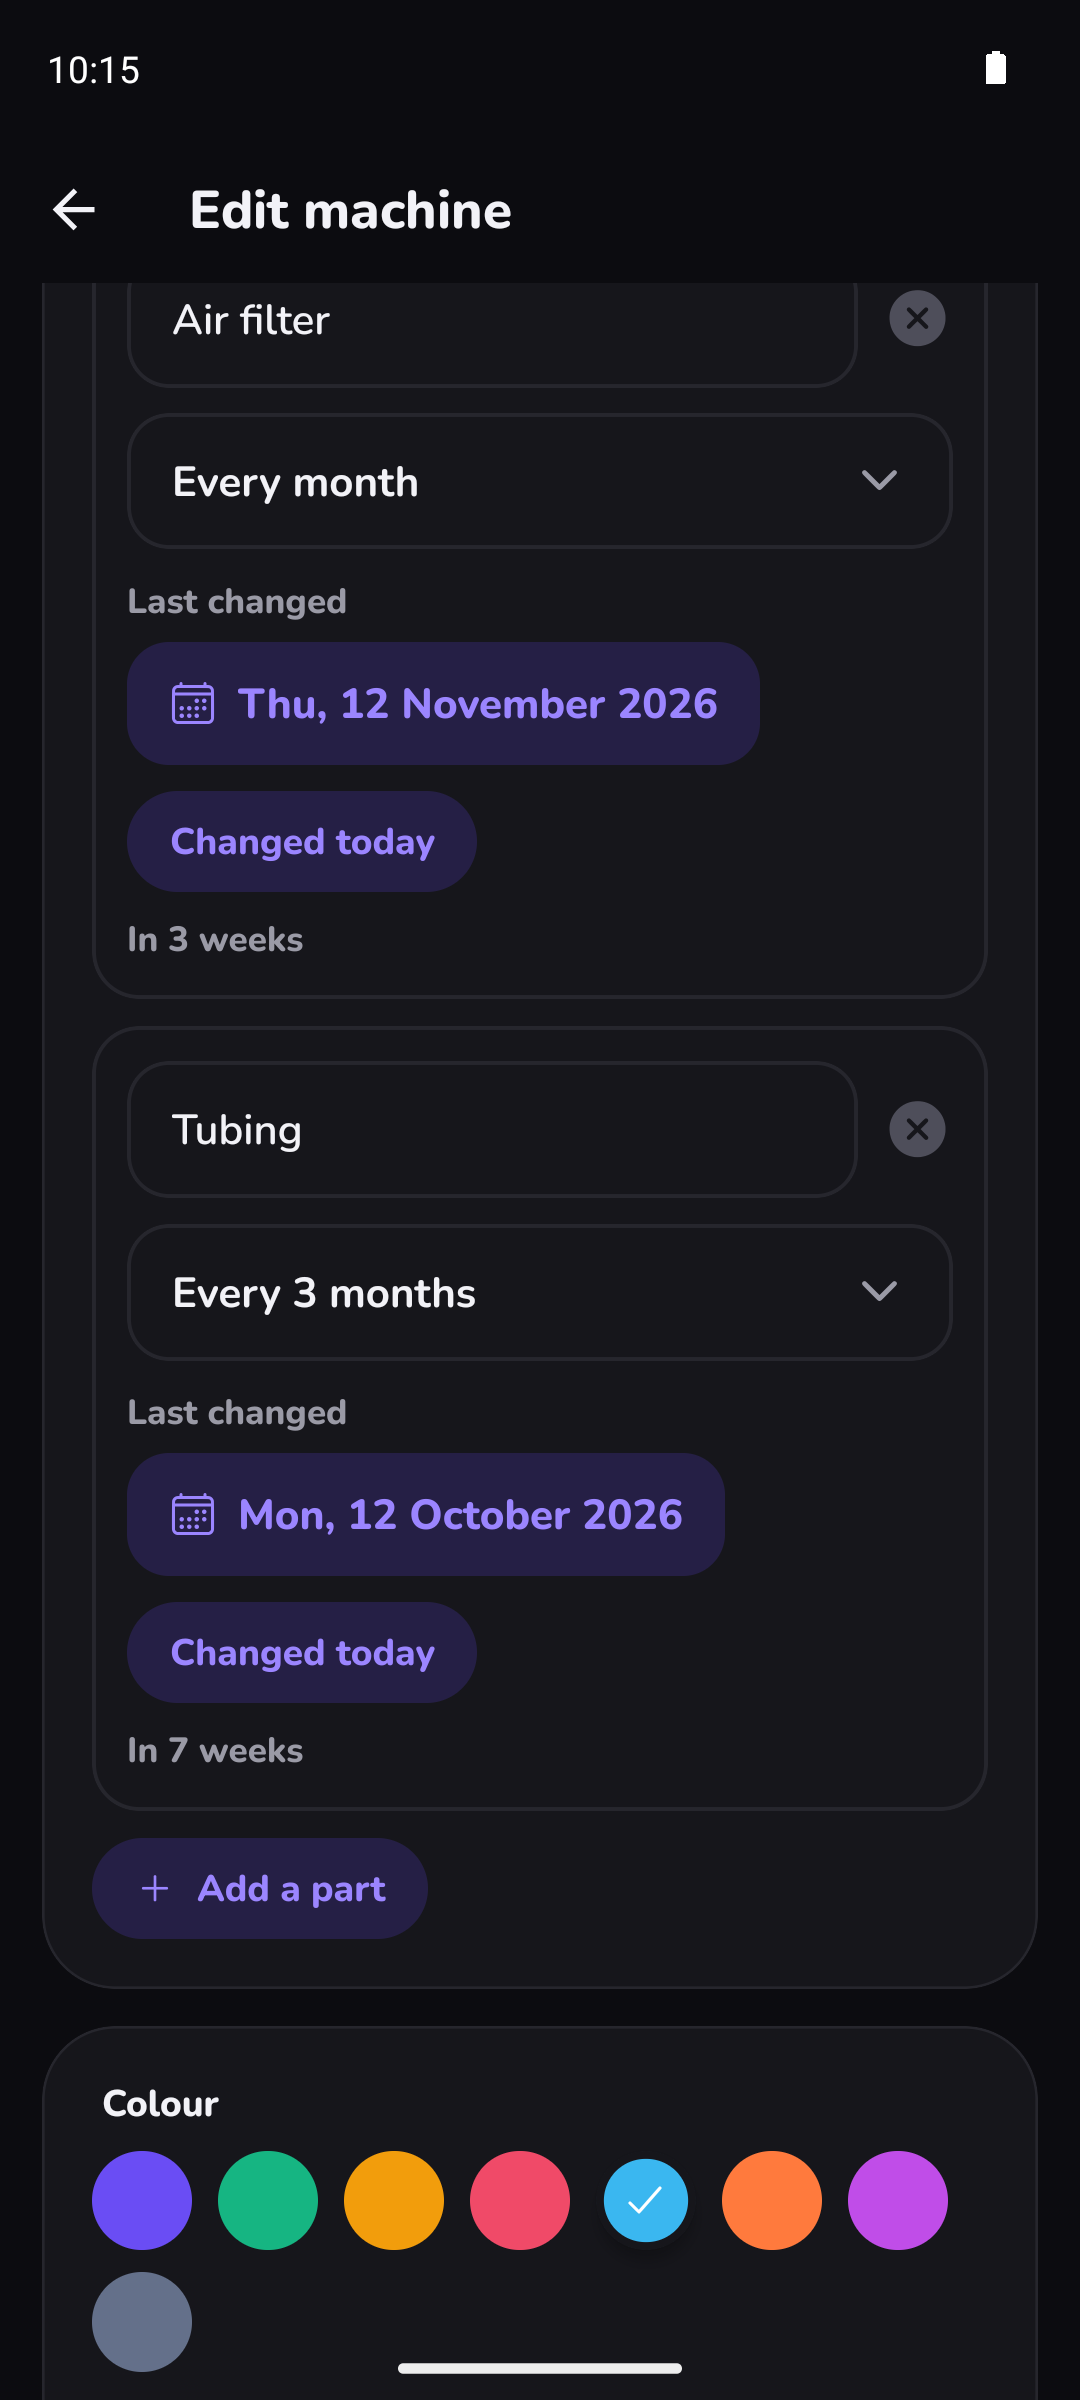 10:15
Edit machine
Air filter
Every month
Last changed
Thu, 12 November 2026
Changed today
In 3 weeks
Tubing
Every 3 months
Last changed
Mon, 12 October 2026
Changed today
In 7 weeks
Add a part
Colour